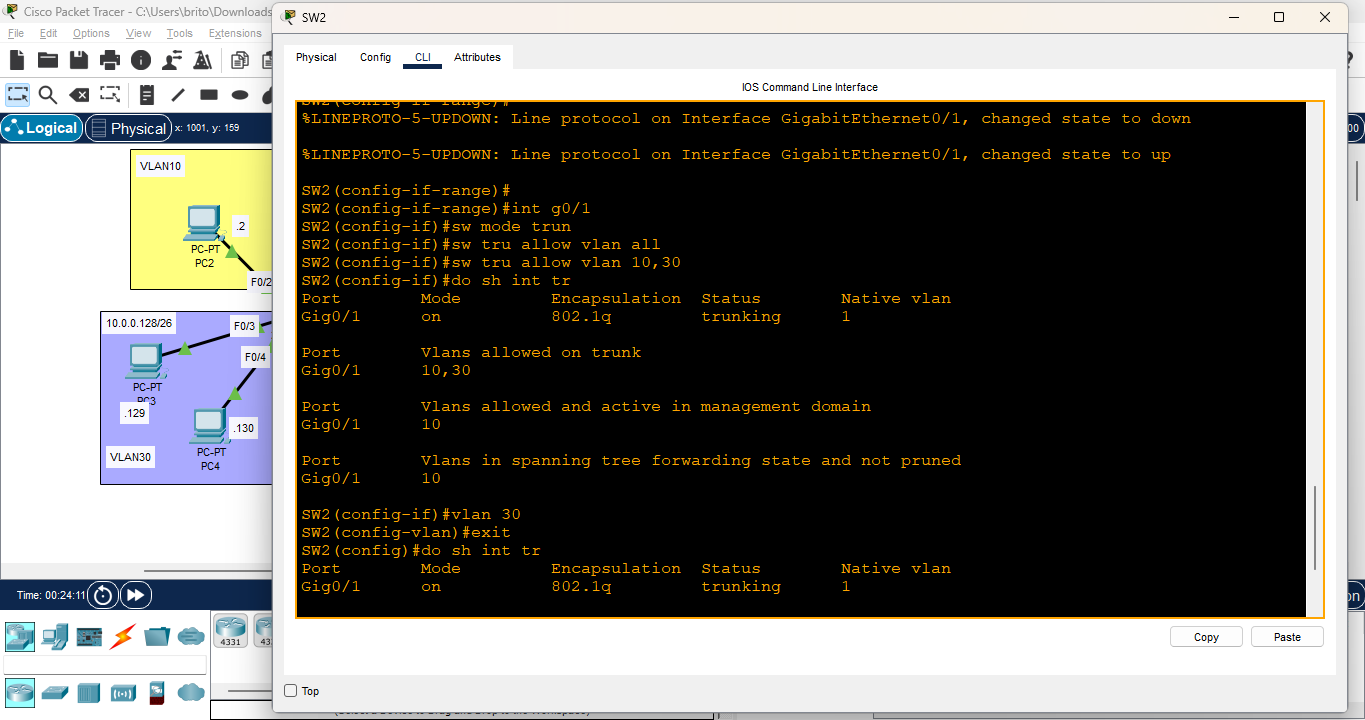 Cisco Packet Tracer - C:\Users\brito\Downloads
File Edit Options View Tools Extensions
Logical Physical x: 1001, y: 159
VLAN10
.2
PC-PT
PC2
F0/2
10.0.0.128/26
F0/3
F0/4
PC-PT
PC3
.129
.130
PC-PT
PC4
VLAN30
Time: 00:24:11
4331
SW2
Physical Config CLI Attributes
IOS Command Line Interface
SW2(config-if-range)#
%LINEPROTO-5-UPDOWN: Line protocol on Interface GigabitEthernet0/1, changed state to down
%LINEPROTO-5-UPDOWN: Line protocol on Interface GigabitEthernet0/1, changed state to up
SW2(config-if-range)#
SW2(config-if-range)#int g0/1
SW2(config-if)#sw mode trun
SW2(config-if)#sw tru allow vlan all
SW2(config-if)#sw tru allow vlan 10,30
SW2(config-if)#do sh int tr
Port Mode Encapsulation Status Native vlan
Gig0/1 on 802.1q trunking 1
Port Vlans allowed on trunk
Gig0/1 10,30
Port Vlans allowed and active in management domain
Gig0/1 10
Port Vlans in spanning tree forwarding state and not pruned
Gig0/1 10
SW2(config-if)#vlan 30
SW2(config-vlan)#exit
SW2(config)#do sh int tr
Port Mode Encapsulation Status Native vlan
Gig0/1 on 802.1q trunking 1
Copy Paste
Top